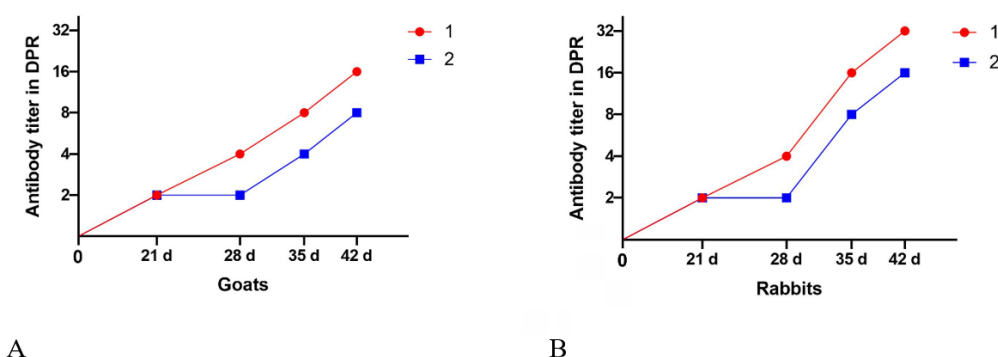 Antibody titer in DPR
32
16
8
4
2
0
21 d
28 d
35 d
42 d
Goats
1
2
A
Antibody titer in DPR
32
16
8
4
2
0
21 d
28 d
35 d
42 d
Rabbits
1
2
B